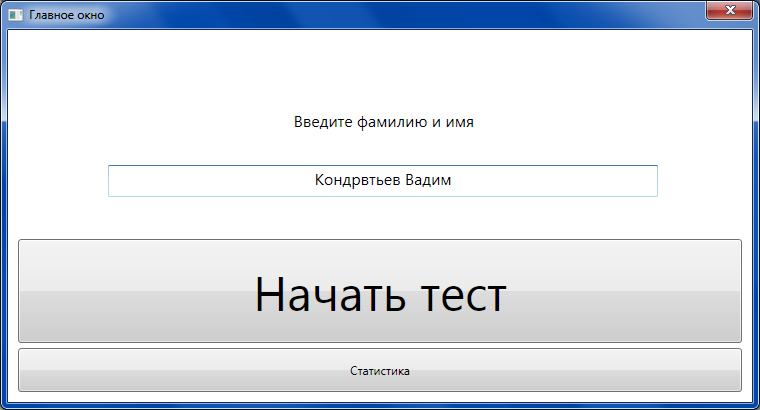 Главное окно
Введите фамилию и имя
Кондрвтьев Вадим
Начать тест
Статистика